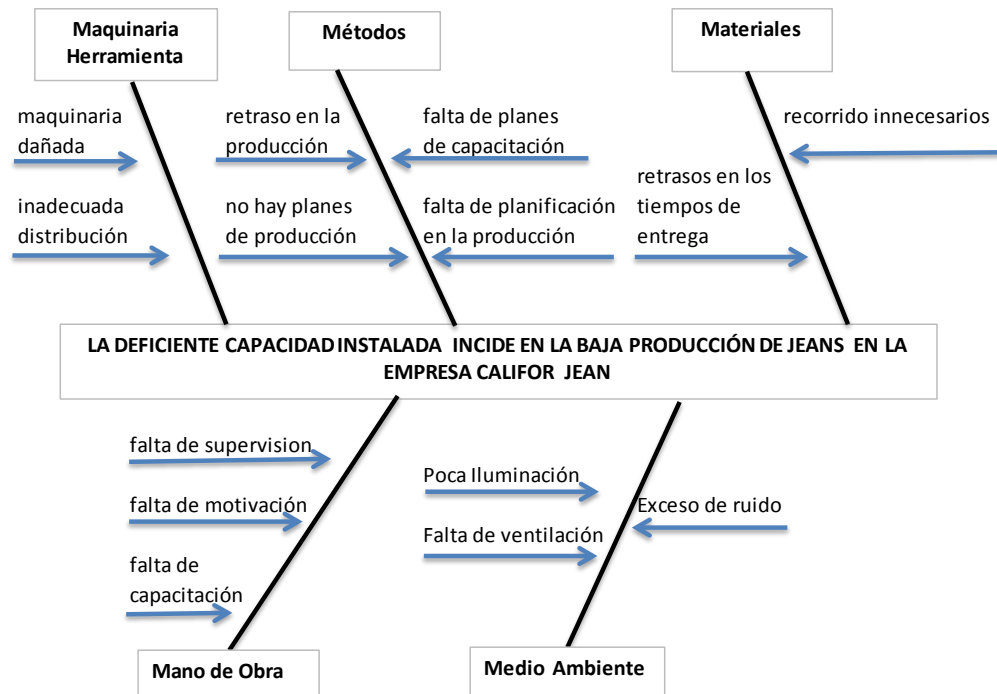 Maquinaria
Herramienta
Métodos
Materiales
maquinaria
dañada
inadecuada
distribución
retraso en la
producción
no hay planes
de producción
falta de planes
de capacitación
falta de planificación
en la producción
recorrido innecesarios
retrasos en los
tiempos de
entrega
LA DEFICIENTE CAPACIDAD INSTALADA INCIDE EN LA BAJA PRODUCCIÓN DE JEANS EN LA
EMPRESA CALIFOR JEAN
falta de supervision
falta de motivación
falta de
capacitación
Poca Iluminación
Falta de ventilación
Exceso de ruido
Mano de Obra
Medio Ambiente